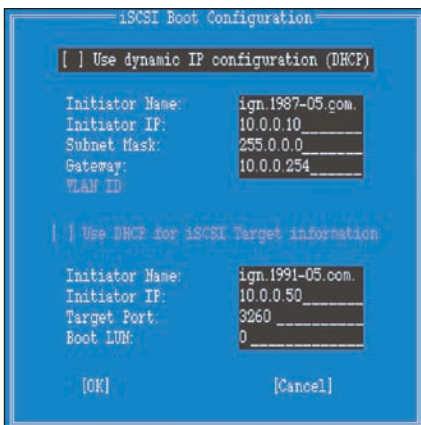 iSCSI Boot Configuration
[ ] Use dynamic IP configuration (DHCP)
Initiator Name: ign.1987-05.com.
Initiator IP: 10.0.0.10______
Subnet Mask: 255.0.0.0______
Gateway: 10.0.0.254_____
VLAN ID
[ ] Use DHCP for iSCSI Target information
Initiator Name: ign.1991-05.com.
Initiator IP: 10.0.0.50______
Target Port: 3260 __________
Boot LUN: 0 ______________
[OK] [Cancel]